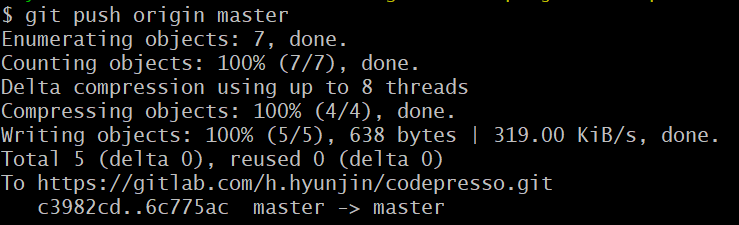 $ git push origin master
Enumerating objects: 7, done.
Counting objects: 100% (7/7), done.
Delta compression using up to 8 threads
Compressing objects: 100% (4/4), done.
Writing objects: 100% (5/5), 638 bytes | 319.00 KiB/s, done.
Total 5 (delta 0), reused 0 (delta 0)
To https://gitlab.com/h.hyunjin/codepresso.git
   c3982cd..6c775ac  master -> master